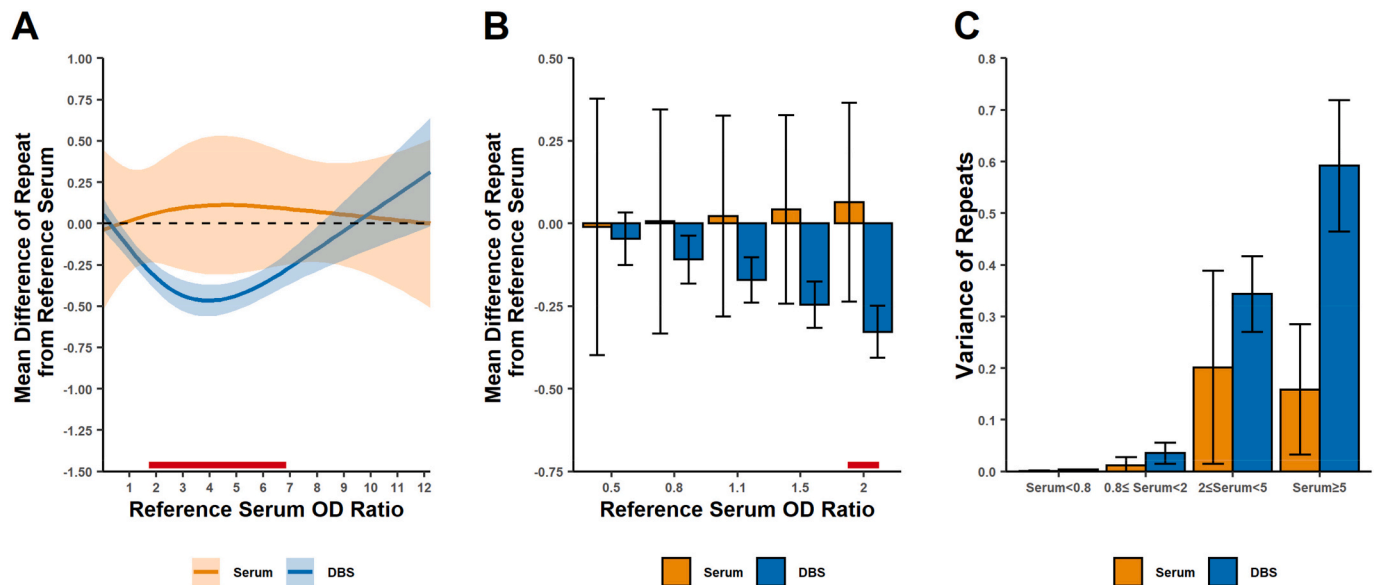 A
Mean Difference of Repeat
from Reference Serum
1.00
0.75
0.50
0.25
0.00
-0.25
-0.50
-0.75
-1.00
-1.25
-1.50
1 2 3 4 5 6 7 8 9 10 11 12
Reference Serum OD Ratio
Serum DBS
B
Mean Difference of Repeat
from Reference Serum
0.50
0.25
0.00
-0.25
-0.50
-0.75
0.5 0.8 1.1 1.5 2
Reference Serum OD Ratio
Serum DBS
C
Variance of Repeats
0.8
0.7
0.6
0.5
0.4
0.3
0.2
0.1
0.0
Serum<0.8 0.8≤ Serum<2 2≤Serum<5 Serum≥5
Serum DBS